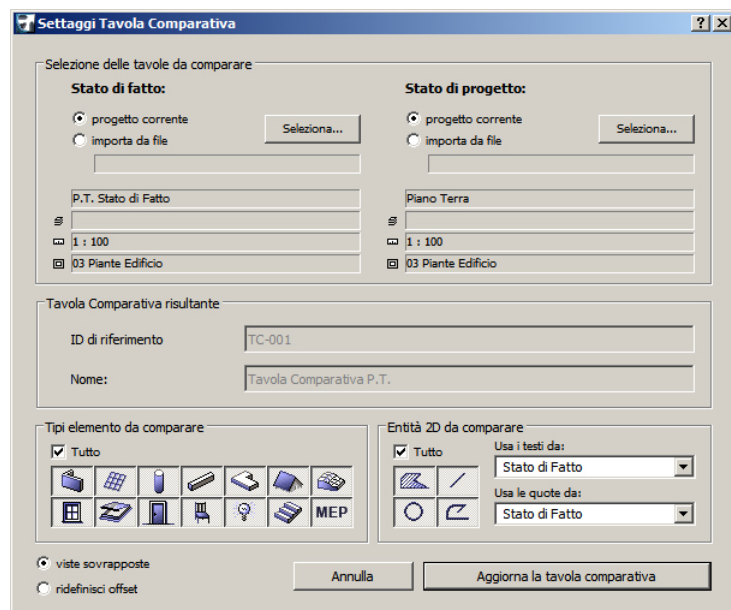 Settaggi Tavola Comparativa
Selezione delle tavole da comparare
Stato di fatto:
progetto corrente
importa da file
Seleziona...
P.T. Stato di Fatto
1 : 100
03 Piante Edificio
Stato di progetto:
progetto corrente
importa da file
Seleziona...
Piano Terra
1 : 100
03 Piante Edificio
Tavola Comparativa risultante
ID di riferimento
TC-001
Nome:
Tavola Comparativa P.T.
Tipi elemento da comparare
Tutto
MEP
Entità 2D da comparare
Tutto
Usa i testi da:
Stato di Fatto
Usa le quote da:
Stato di Fatto
viste sovrapposte
ridefinisci offset
Annulla
Aggiorna la tavola comparativa